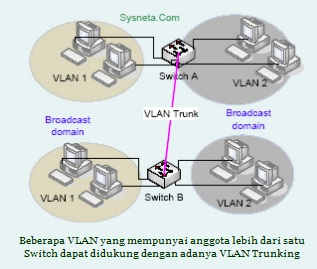 Sysneta.Com
VLAN 1
Switch A
VLAN 2
VLAN Trunk
Broadcast
domain
Broadcast
domain
VLAN 1
Switch B
VLAN 2
Beberapa VLAN yang mempunyai anggota lebih dari satu
Switch dapat didukung dengan adanya VLAN Trunking